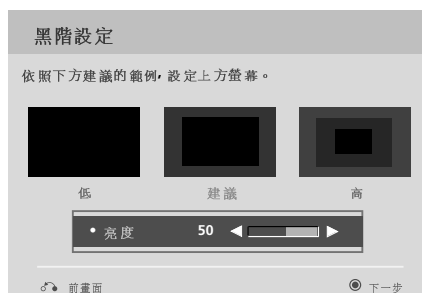 黑階設定
依照下方建議的範例，設定上方螢幕。
低 建議 高
• 亮度 50 ◀ ▶
前畫面 ◉ 下一步